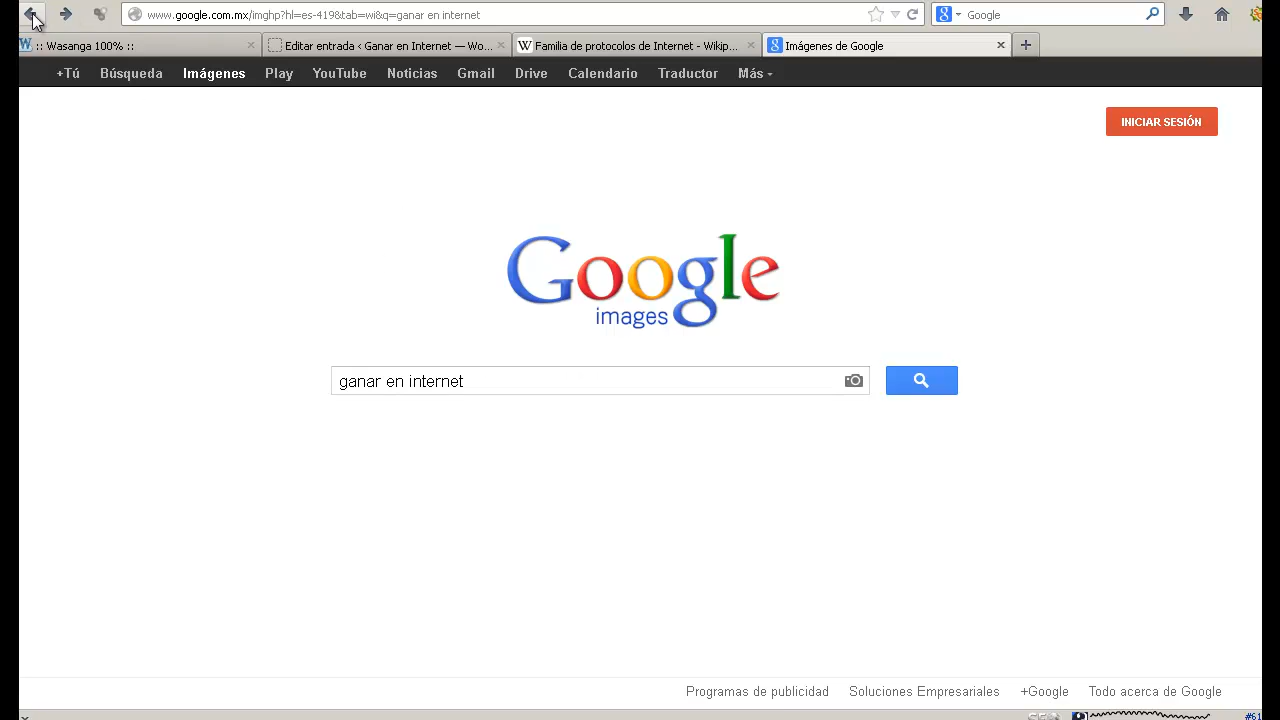 www.google.com.mx/imghp?hl=es-419&tab=wi&q=ganar en internet
Google
:: Wasanga 100% ::
Editar entrada ‹ Ganar en Internet — Wo...
Familia de protocolos de Internet - Wikip...
Imágenes de Google
+Tú Búsqueda Imágenes Play YouTube Noticias Gmail Drive Calendario Traductor Más
INICIAR SESIÓN
Google
images
ganar en internet
Programas de publicidad Soluciones Empresariales +Google Todo acerca de Google